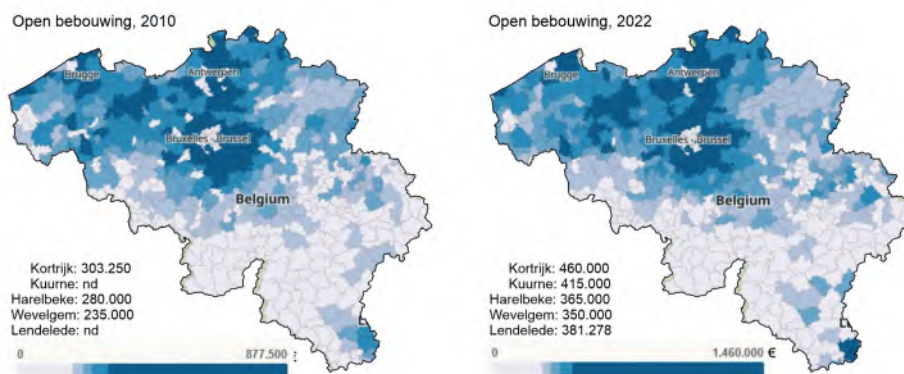 Open bebouwing, 2010
Brugge
Antwerpen
Bruxelles - Brussel
Belgium
Kortrijk: 303.250
Kuurne: nd
Harelbeke: 280.000
Wevelgem: 235.000
Lendelede: nd
0
877.500
Open bebouwing, 2022
Brugge
Antwerpen
Bruxelles - Brussel
Belgium
Kortrijk: 460.000
Kuurne: 415.000
Harelbeke: 365.000
Wevelgem: 350.000
Lendelede: 381.278
0
1.460.000 €